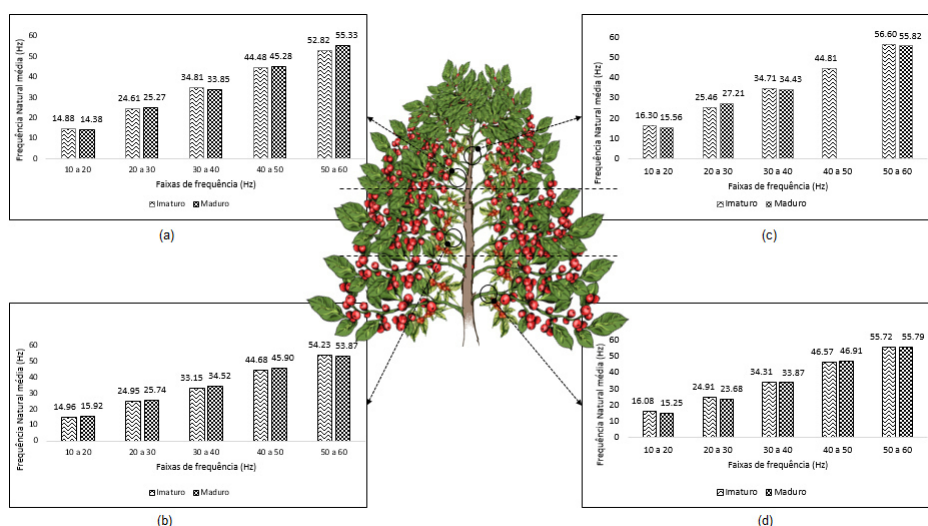 Frequência Natural média (Hz)
60
50
40
30
20
10
0
14.88 14.38
24.61 25.27
34.81 33.85
44.48 45.28
52.82 55.33
10 a 20 20 a 30 30 a 40 40 a 50 50 a 60
Faixas de frequência (Hz)
Imaturo Maduro
(a)
Frequência Natural média (Hz)
60
50
40
30
20
10
0
16.30 15.56
25.46 27.21
34.71 34.43
44.81
56.60 55.82
10 a 20 20 a 30 30 a 40 40 a 50 50 a 60
Faixas de frequência (Hz)
Imaturo Maduro
(c)
Frequência Natural média (Hz)
60
50
40
30
20
10
0
14.96 15.92
24.95 25.74
33.15 34.52
44.68 45.90
54.23 53.87
10 a 20 20 a 30 30 a 40 40 a 50 50 a 60
Faixas de frequência (Hz)
Imaturo Maduro
(b)
Frequência Natural média (Hz)
60
50
40
30
20
10
0
16.08 15.25
24.91 23.68
34.31 33.87
46.57 46.91
55.72 55.79
10 a 20 20 a 30 30 a 40 40 a 50 50 a 60
Faixas de frequência (Hz)
Imaturo Maduro
(d)